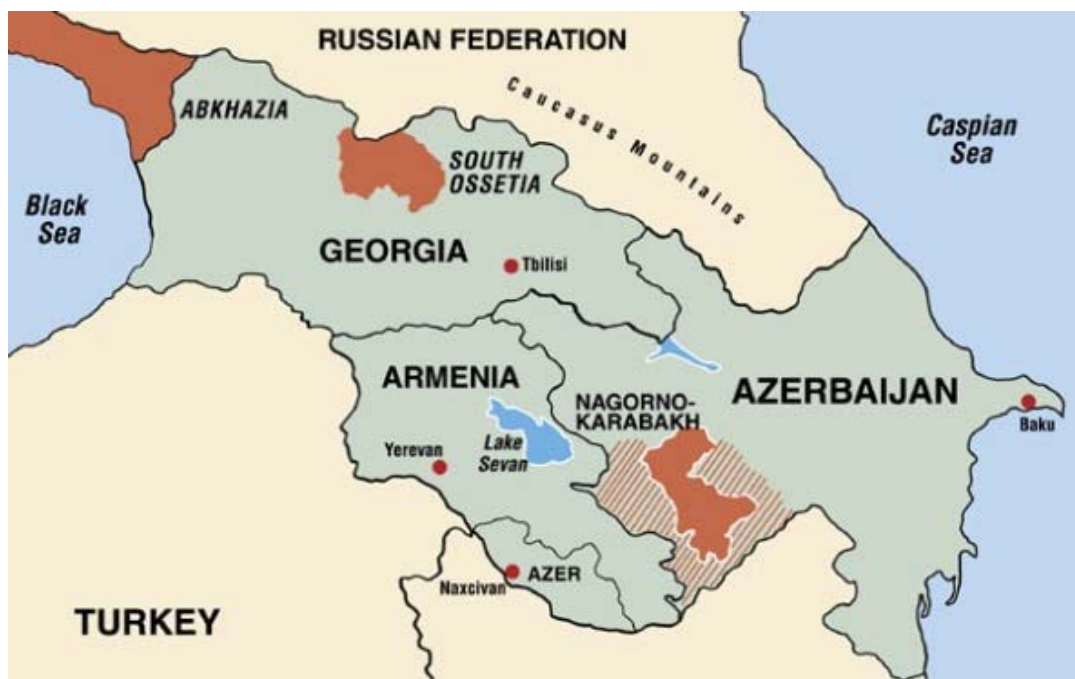 RUSSIAN FEDERATION
Caucasus Mountains
ABKHAZIA
Caspian
Sea
SOUTH
OSSETIA
Black
Sea
GEORGIA
Tbilisi
ARMENIA
AZERBAIJAN
NAGORNO-
KARABAKH
Baku
Lake
Sevan
Yerevan
AZER
Naxcivan
TURKEY